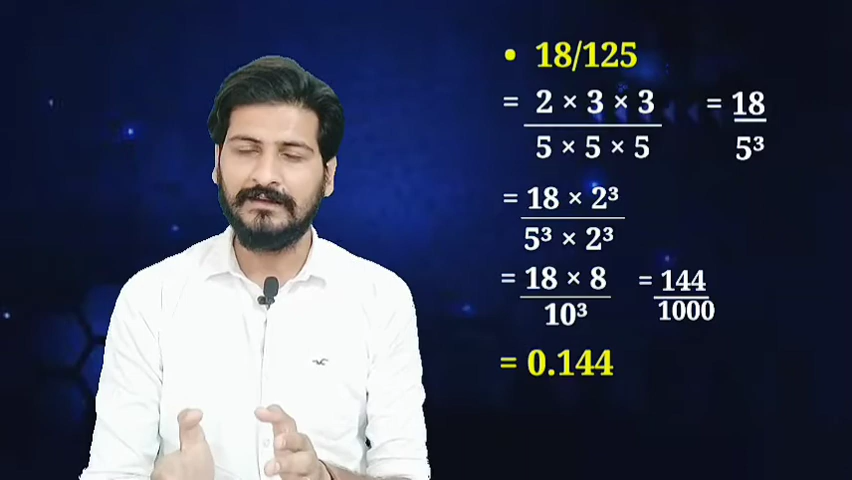 • 18/125
= 2 × 3 × 3 / 5 × 5 × 5 = 18 / 5³
= 18 × 2³ / 5³ × 2³
= 18 × 8 / 10³ = 144 / 1000
= 0.144